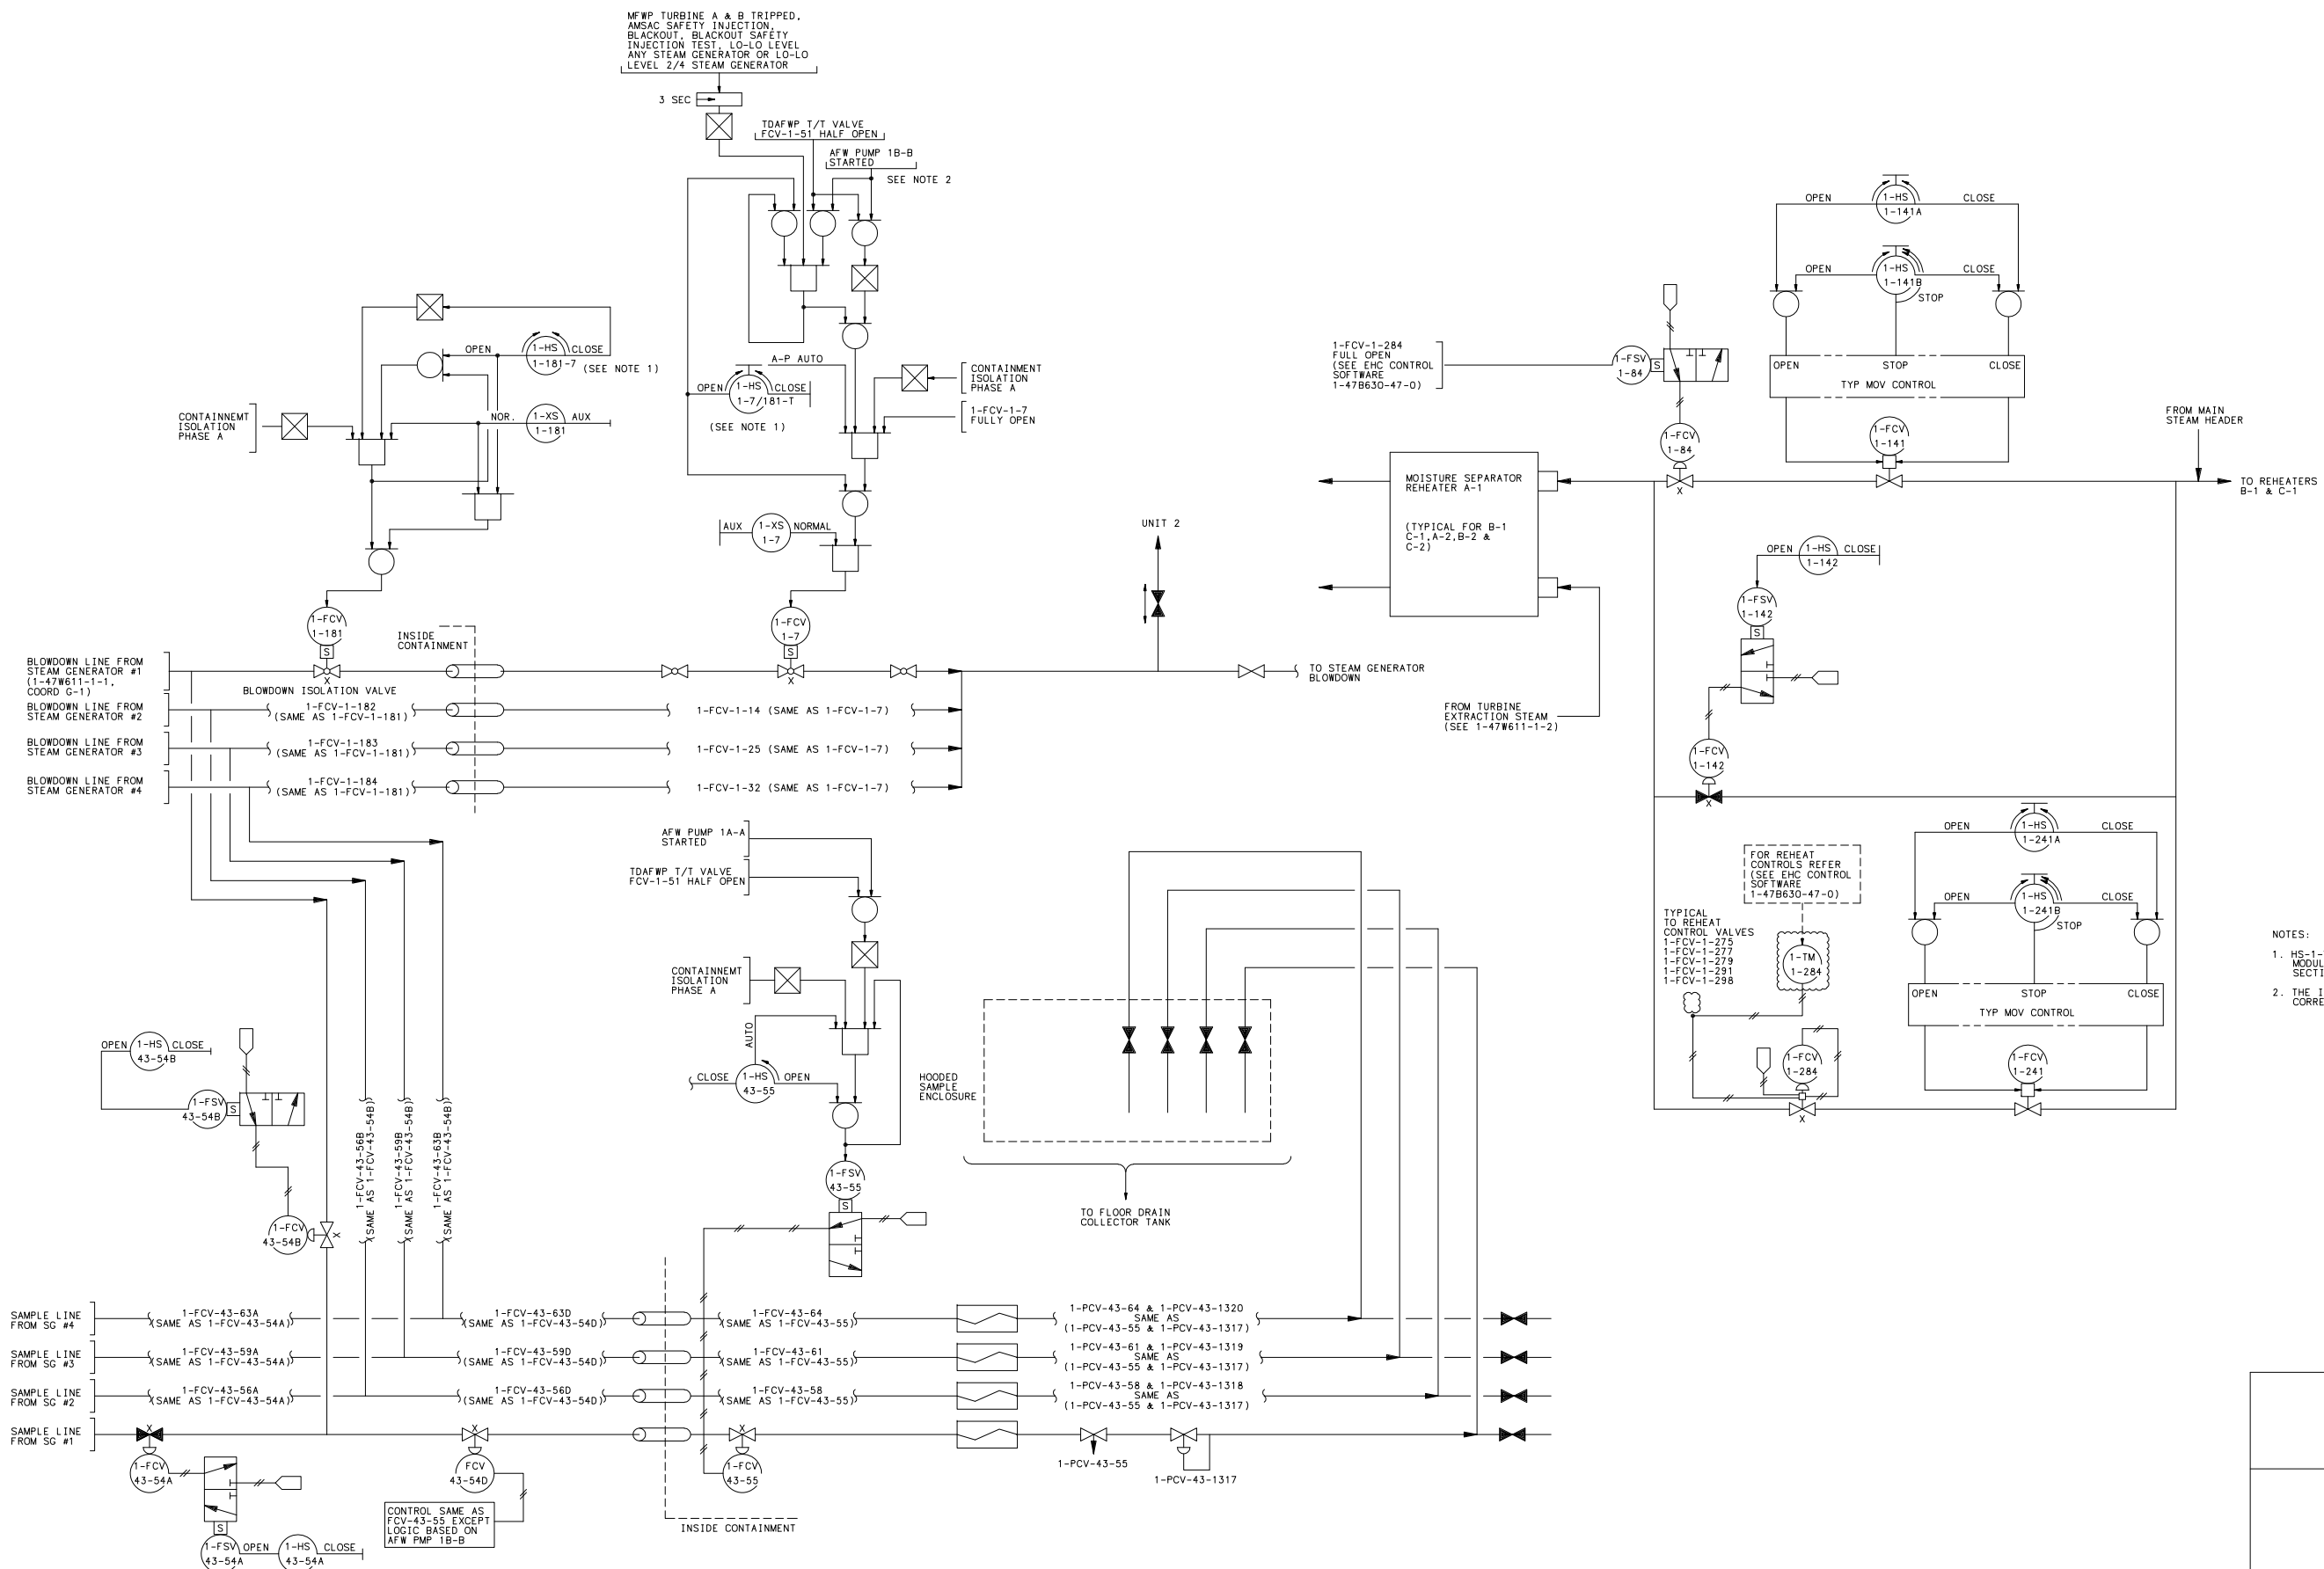 MFWP TURBINE A & B TRIPPED,
AMSAC SAFETY INJECTION,
BLACKOUT, BLACKOUT SAFETY
INJECTION TEST, LO-LO LEVEL
ANY STEAM GENERATOR OR LO-LO
LEVEL 2/4 STEAM GENERATOR
3 SEC
TDAFWP T/T VALVE
FCV-1-51 HALF OPEN
AFW PUMP 1B-B
STARTED
SEE NOTE 2
OPEN
1-HS
1-181-7
CLOSE
(SEE NOTE 1)
NOR.
1-XS
1-181
AUX
CONTAINNEMT
ISOLATION
PHASE A
A-P AUTO
OPEN
1-HS
1-7/181-T
CLOSE
(SEE NOTE 1)
CONTAINMENT
ISOLATION
PHASE A
1-FCV-1-7
FULLY OPEN
AUX
1-XS
1-7
NORMAL
1-FCV
1-181
S
X
INSIDE
CONTAINMENT
1-FCV
1-7
S
X
UNIT 2
TO STEAM GENERATOR
BLOWDOWN
BLOWDOWN LINE FROM
STEAM GENERATOR #1
(1-47W611-1-1,
COORD G-1)
BLOWDOWN ISOLATION VALVE
BLOWDOWN LINE FROM
STEAM GENERATOR #2
1-FCV-1-182
(SAME AS 1-FCV-1-181)
1-FCV-1-14 (SAME AS 1-FCV-1-7)
BLOWDOWN LINE FROM
STEAM GENERATOR #3
1-FCV-1-183
(SAME AS 1-FCV-1-181)
1-FCV-1-25 (SAME AS 1-FCV-1-7)
BLOWDOWN LINE FROM
STEAM GENERATOR #4
1-FCV-1-184
(SAME AS 1-FCV-1-181)
1-FCV-1-32 (SAME AS 1-FCV-1-7)
OPEN
1-HS
1-141A
CLOSE
OPEN
1-HS
1-141B
CLOSE
STOP
OPEN
STOP
CLOSE
TYP MOV CONTROL
1-FCV-1-284
FULL OPEN
(SEE EHC CONTROL
SOFTWARE
1-47B630-47-0)
1-FSV
1-84
S
1-FCV
1-84
X
1-FCV
1-141
FROM MAIN
STEAM HEADER
TO REHEATERS
B-1 & C-1
MOISTURE SEPARATOR
REHEATER A-1
(TYPICAL FOR B-1
C-1,A-2,B-2 &
C-2)
FROM TURBINE
EXTRACTION STEAM
(SEE 1-47W611-1-2)
OPEN
1-HS
1-142
CLOSE
1-FSV
1-142
S
1-FCV
1-142
X
OPEN
1-HS
1-241A
CLOSE
OPEN
1-HS
1-241B
CLOSE
STOP
OPEN
STOP
CLOSE
TYP MOV CONTROL
1-FCV
1-241
FOR REHEAT
CONTROLS REFER
(SEE EHC CONTROL
SOFTWARE
1-47B630-47-0)
TYPICAL
TO REHEAT
CONTROL VALVES
1-FCV-1-275
1-FCV-1-277
1-FCV-1-279
1-FCV-1-291
1-FCV-1-298
1-TM
1-284
1-FCV
1-284
X
NOTES:
1. HS-1-
MODUL
SECTI
2. THE I
CORRE
AFW PUMP 1A-A
STARTED
TDAFWP T/T VALVE
FCV-1-51 HALF OPEN
CONTAINNEMT
ISOLATION
PHASE A
AUTO
CLOSE
1-HS
43-55
OPEN
1-FSV
43-55
S
HOODED
SAMPLE
ENCLOSURE
TO FLOOR DRAIN
COLLECTOR TANK
OPEN
1-HS
43-54B
CLOSE
1-FSV
43-54B
S
1-FCV
43-54B
X
1-FCV-43-56B
(SAME AS 1-FCV-43-54B)
1-FCV-43-59B
(SAME AS 1-FCV-43-54B)
1-FCV-43-63B
(SAME AS 1-FCV-43-54B)
SAMPLE LINE
FROM SG #4
1-FCV-43-63A
(SAME AS 1-FCV-43-54A)
1-FCV-43-63D
(SAME AS 1-FCV-43-54D)
1-FCV-43-64
(SAME AS 1-FCV-43-55)
1-PCV-43-64 & 1-PCV-43-1320
SAME AS
(1-PCV-43-55 & 1-PCV-43-1317)
SAMPLE LINE
FROM SG #3
1-FCV-43-59A
(SAME AS 1-FCV-43-54A)
1-FCV-43-59D
(SAME AS 1-FCV-43-54D)
1-FCV-43-61
(SAME AS 1-FCV-43-55)
1-PCV-43-61 & 1-PCV-43-1319
SAME AS
(1-PCV-43-55 & 1-PCV-43-1317)
SAMPLE LINE
FROM SG #2
1-FCV-43-56A
(SAME AS 1-FCV-43-54A)
1-FCV-43-56D
(SAME AS 1-FCV-43-54D)
1-FCV-43-58
(SAME AS 1-FCV-43-55)
1-PCV-43-58 & 1-PCV-43-1318
SAME AS
(1-PCV-43-55 & 1-PCV-43-1317)
SAMPLE LINE
FROM SG #1
X
X
X
1-FCV
43-54A
FCV
43-54D
1-FCV
43-55
1-PCV-43-55
1-PCV-43-1317
CONTROL SAME AS
FCV-43-55 EXCEPT
LOGIC BASED ON
AFW PMP 1B-B
INSIDE CONTAINMENT
S
1-FSV
43-54A
OPEN
1-HS
43-54A
CLOSE